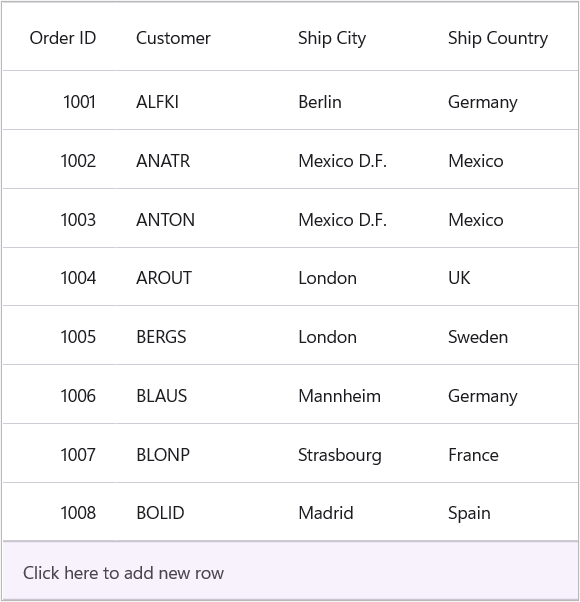 Order ID Customer Ship City Ship Country
1001 ALFKI Berlin Germany
1002 ANATR Mexico D.F. Mexico
1003 ANTON Mexico D.F. Mexico
1004 AROUT London UK
1005 BERGS London Sweden
1006 BLAUS Mannheim Germany
1007 BLONP Strasbourg France
1008 BOLID Madrid Spain
Click here to add new row